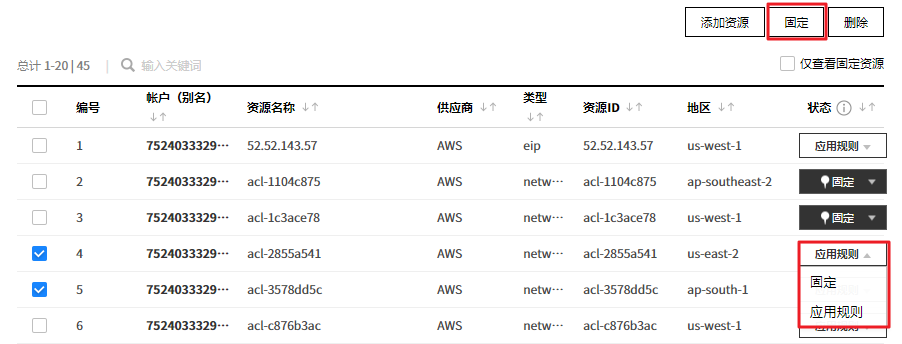 添加资源 固定 删除
总计 1-20 | 45 | 输入关键词 仅查看固定资源
编号 帐户（别名） 资源名称 供应商 类型 资源ID 地区 状态
1 7524033329··· 52.52.143.57 AWS eip 52.52.143.57 us-west-1 应用规则
2 7524033329··· acl-1104c875 AWS netw··· acl-1104c875 ap-southeast-2 固定
3 7524033329··· acl-1c3ace78 AWS netw··· acl-1c3ace78 us-west-1 固定
4 7524033329··· acl-2855a541 AWS netw··· acl-2855a541 us-east-2 应用规则
5 7524033329··· acl-3578dd5c AWS netw··· acl-3578dd5c ap-south-1 固定
6 7524033329··· acl-c876b3ac AWS netw··· acl-c876b3ac us-west-1 应用规则